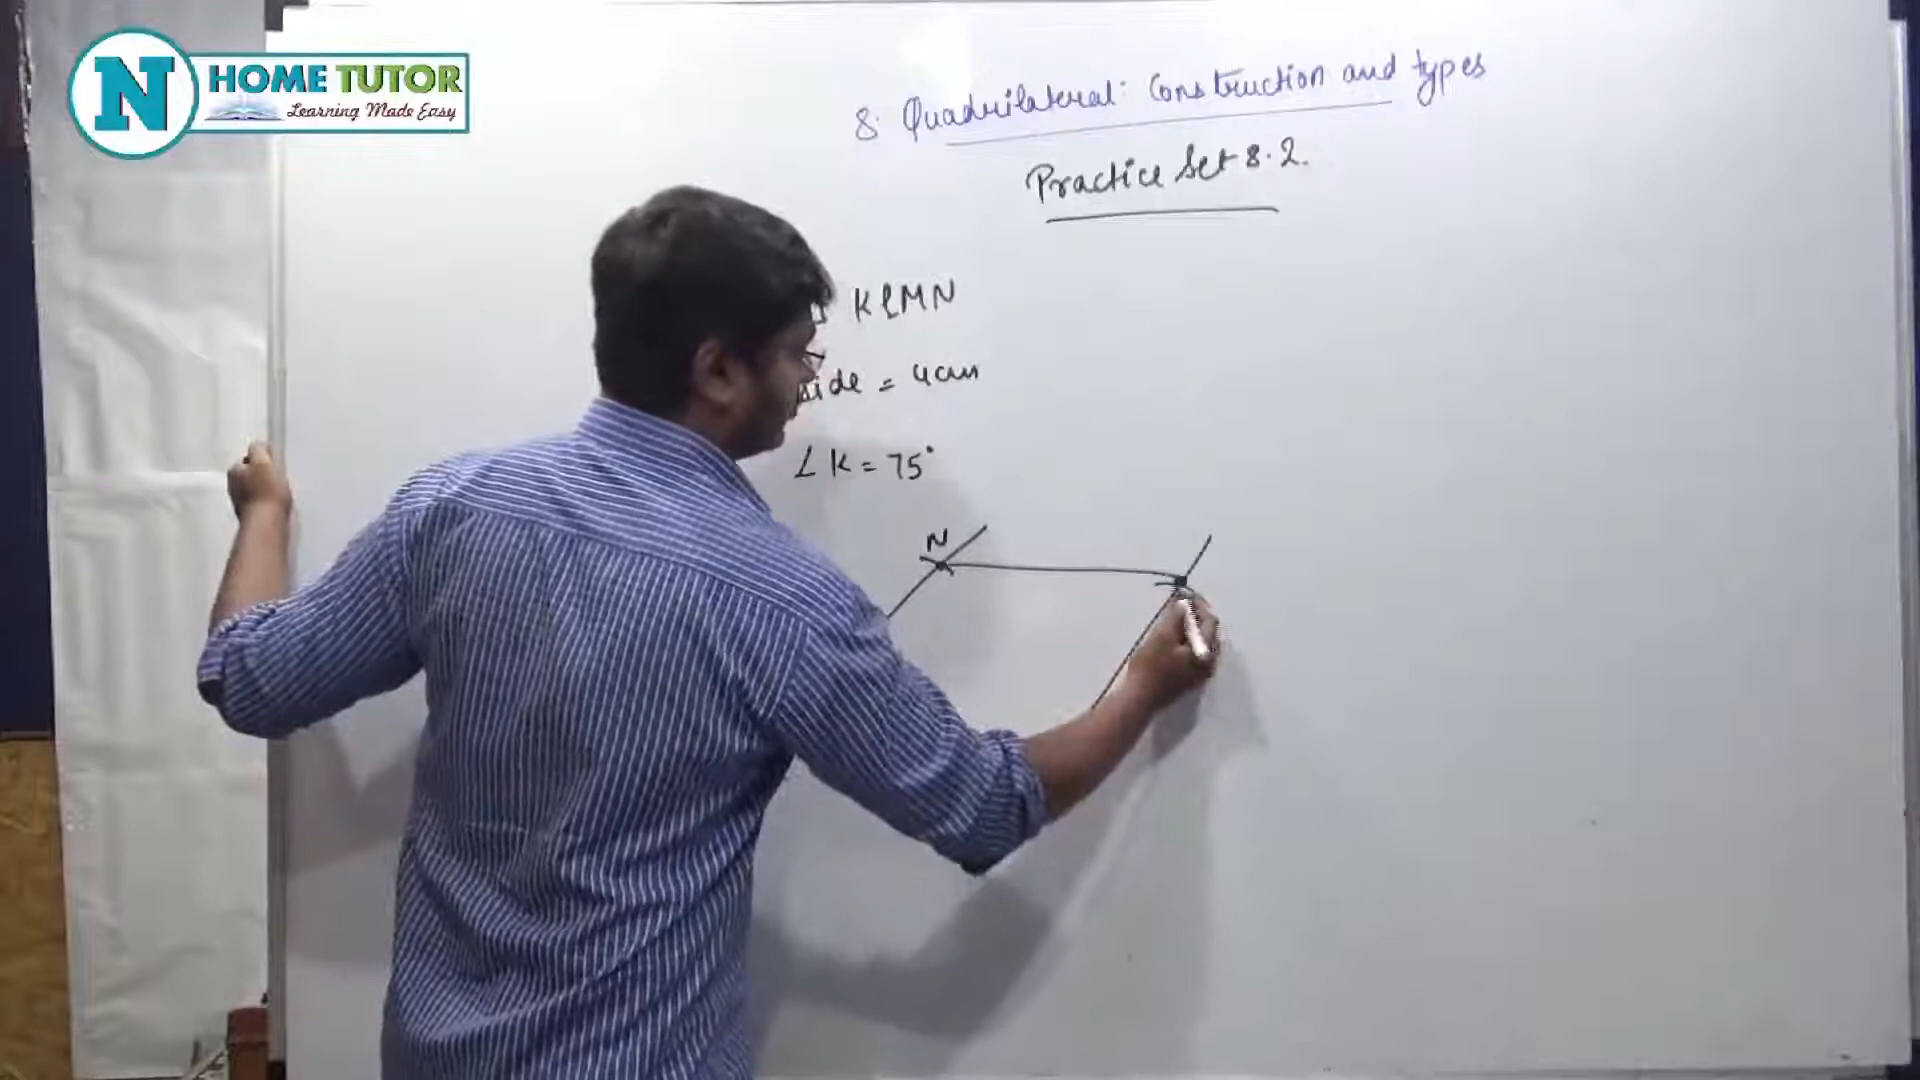 N
HOME TUTOR
Learning Made Easy
8. Quadrilateral: Construction and types
Practice Set 8.2.
KLMN
side = 4cm
∠K = 75°
N